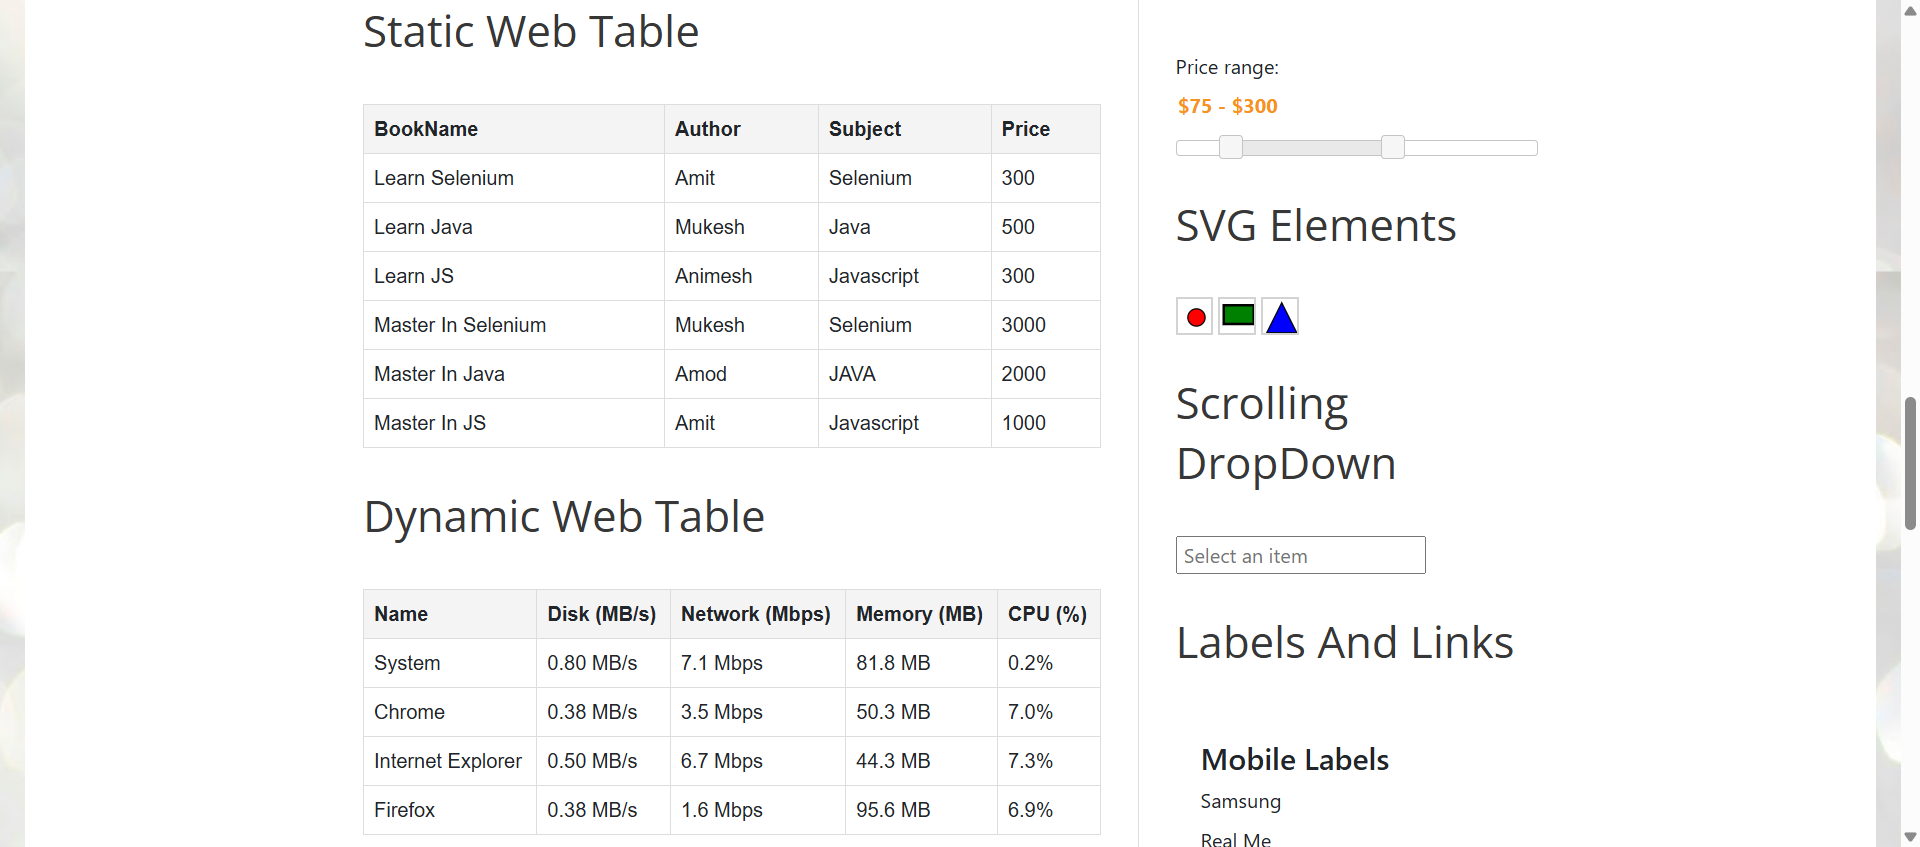 Static Web Table
BookName Author Subject Price
Learn Selenium Amit Selenium 300
Learn Java Mukesh Java 500
Learn JS Animesh Javascript 300
Master In Selenium Mukesh Selenium 3000
Master In Java Amod JAVA 2000
Master In JS Amit Javascript 1000
Dynamic Web Table
Name Disk (MB/s) Network (Mbps) Memory (MB) CPU (%)
System 0.80 MB/s 7.1 Mbps 81.8 MB 0.2%
Chrome 0.38 MB/s 3.5 Mbps 50.3 MB 7.0%
Internet Explorer 0.50 MB/s 6.7 Mbps 44.3 MB 7.3%
Firefox 0.38 MB/s 1.6 Mbps 95.6 MB 6.9%
Price range:
$75 - $300
SVG Elements
Scrolling
DropDown
Select an item
Labels And Links
Mobile Labels
Samsung
Real Me